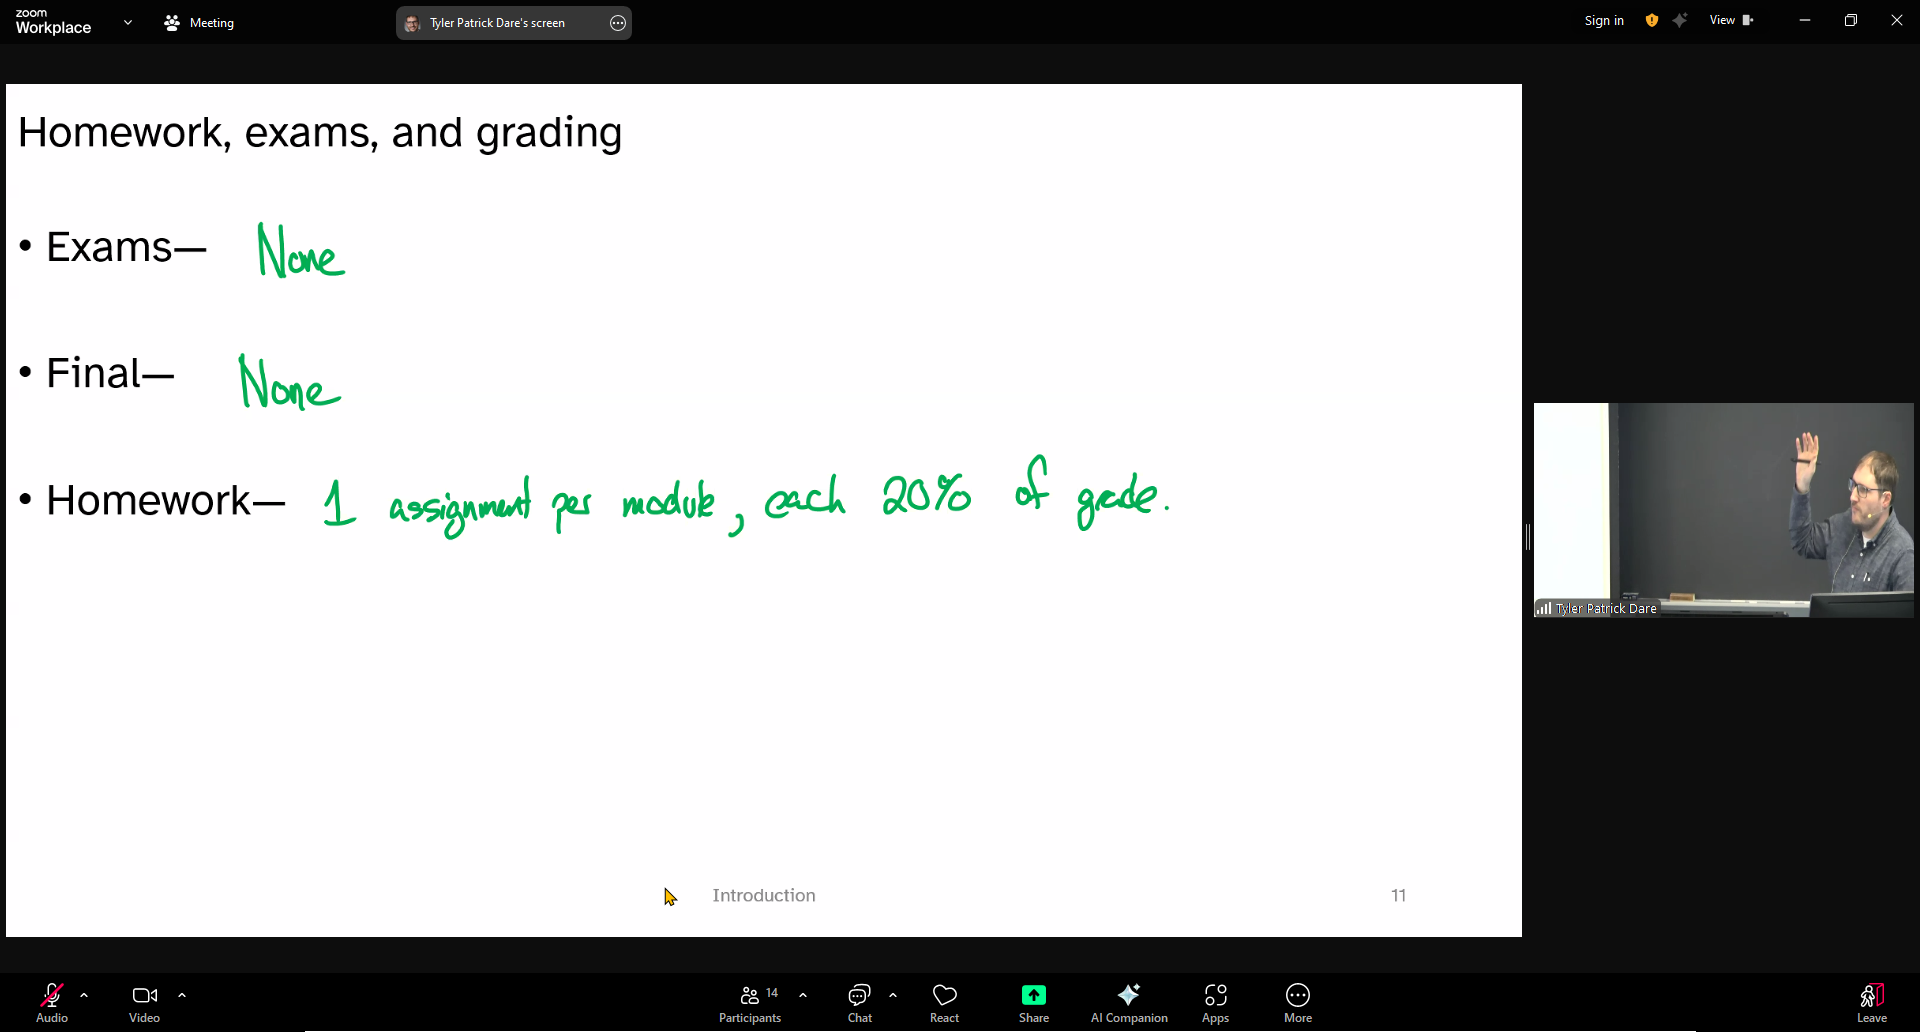 zoom
Workplace
Meeting
Tyler Patrick Dare's screen
Sign in
View
Homework, exams, and grading
• Exams— None
• Final— None
• Homework— 1 assignment per module, each 20% of grade.
Tyler Patrick Dare
Introduction
11
Audio
Video
14
Participants
Chat
React
Share
AI Companion
Apps
More
Leave